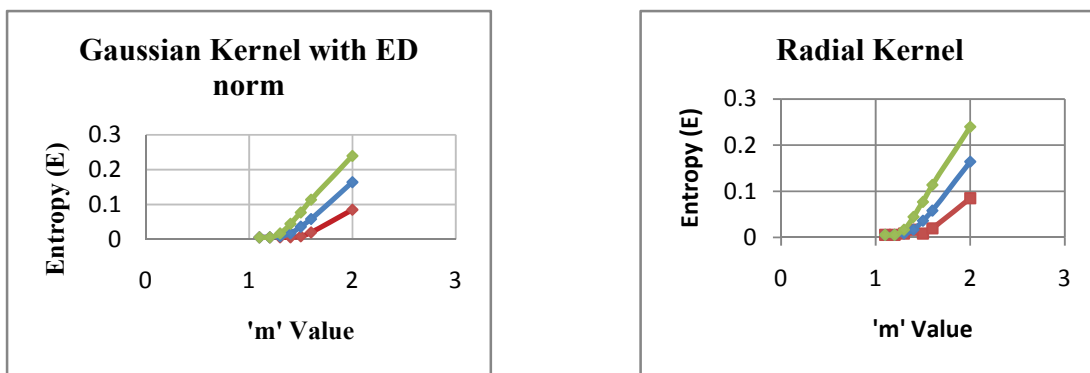 Gaussian Kernel with ED
norm
Entropy (E)
0.3
0.2
0.1
0
0 1 2 3
'm' Value
Radial Kernel
Entropy (E)
0.3
0.2
0.1
0
0 1 2 3
'm' Value